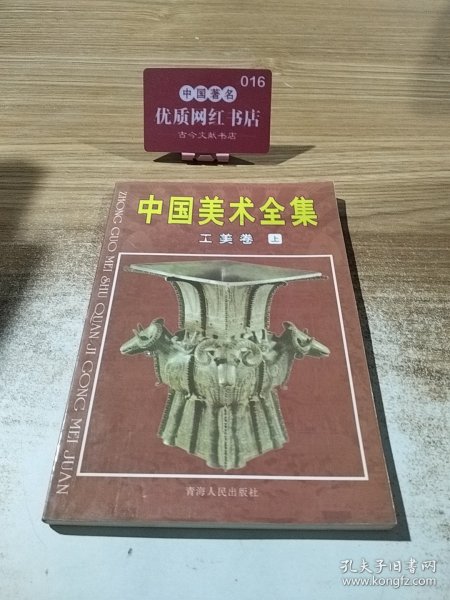 016
中国著名
优质网红书店
古今文献书店
中国美术全集
工美卷 上
ZHONG GUO MEI SHU QUAN JI GONG MEI JUAN
青海人民出版社
孔夫子旧书网
www.kongfz.com